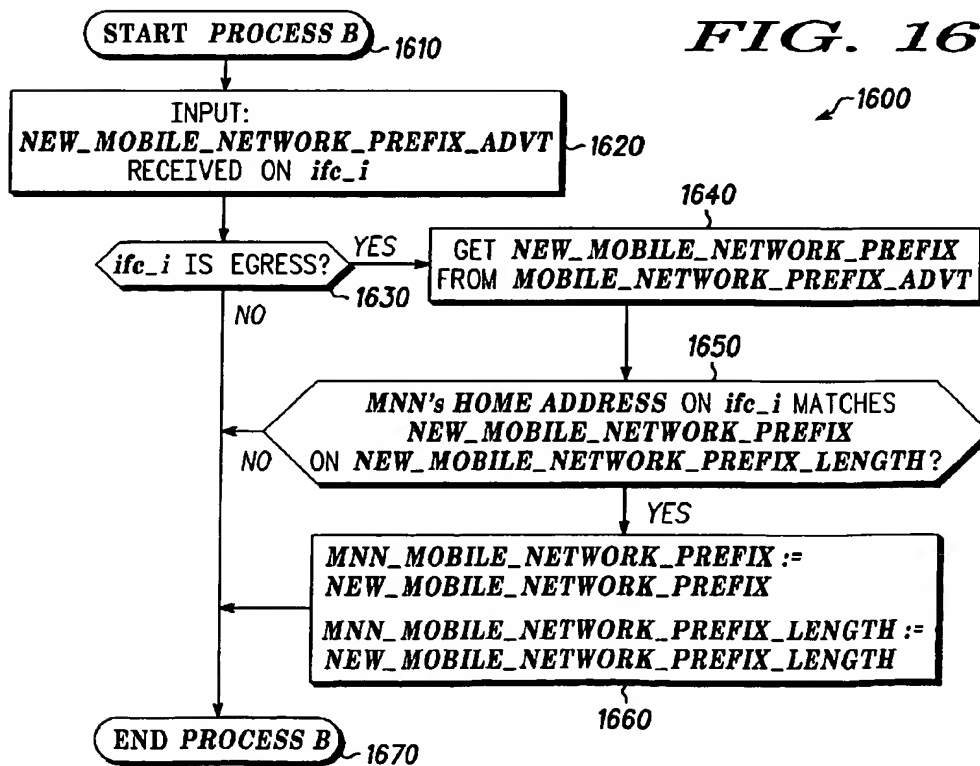 START PROCESS B
1610
FIG. 16
1600
INPUT:
NEW_MOBILE_NETWORK_PREFIX_ADVT
RECEIVED ON ifc_i
1620
ifc_i IS EGRESS?
1630
YES
NO
1640
GET NEW_MOBILE_NETWORK_PREFIX
FROM MOBILE_NETWORK_PREFIX_ADVT
1650
MNN's HOME ADDRESS ON ifc_i MATCHES
NEW_MOBILE_NETWORK_PREFIX
ON NEW_MOBILE_NETWORK_PREFIX_LENGTH?
NO
YES
MNN_MOBILE_NETWORK_PREFIX :=
NEW_MOBILE_NETWORK_PREFIX
MNN_MOBILE_NETWORK_PREFIX_LENGTH :=
NEW_MOBILE_NETWORK_PREFIX_LENGTH
1660
END PROCESS B
1670